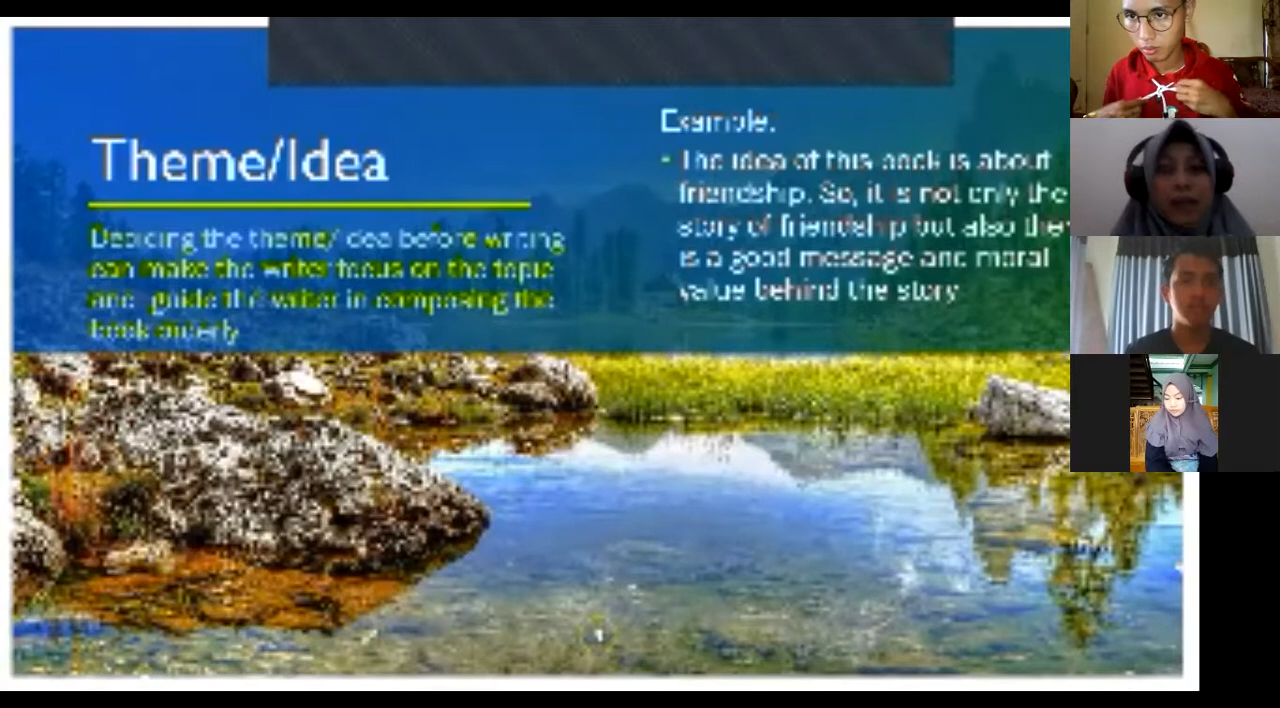 Theme/Idea
Deciding the theme/ idea before writing
can make the writer focus on the topic
and guide the writer in composing the
book orderly
Example:
The idea of this book is about
friendship. So, it is not only the
story of friendship but also
is a good message and moral
value behind the story